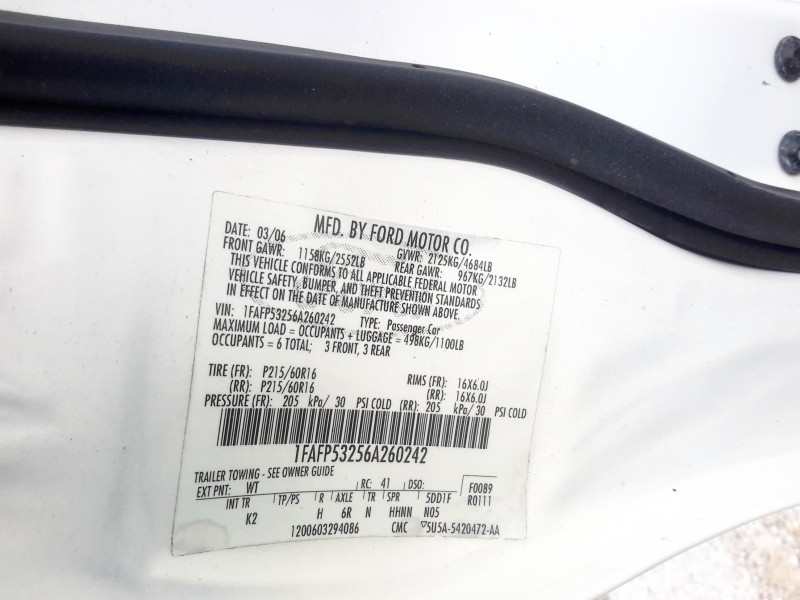 MFD. BY FORD MOTOR CO.
DATE: 03/06 GVWR: 2125KG/4684LB
FRONT GAWR: 1158KG/2552LB REAR GAWR: 967KG/2132LB
THIS VEHICLE CONFORMS TO ALL APPLICABLE FEDERAL MOTOR
VEHICLE SAFETY, BUMPER, AND THEFT PREVENTION STANDARDS
IN EFFECT ON THE DATE OF MANUFACTURE SHOWN ABOVE.
VIN: 1FAFP53256A260242 TYPE: Passenger Car
MAXIMUM LOAD = OCCUPANTS + LUGGAGE = 498KG/1100LB
OCCUPANTS = 6 TOTAL; 3 FRONT, 3 REAR
TIRE (FR): P215/60R16 RIMS (FR): 16X6.0J
(RR): P215/60R16 (RR): 16X6.0J
PRESSURE (FR): 205 kPa/ 30 PSI COLD (RR): 205 kPa/ 30 PSI COLD
1FAFP53256A260242
TRAILER TOWING - SEE OWNER GUIDE
EXT PNT: WT RC: 41 DSO: F0089
INT TR TP/PS R AXLE TR SPR 5DD1F R0111
K2 H 6R N HHNN N05
1200603294086 CMC ▽5U5A-5420472-AA